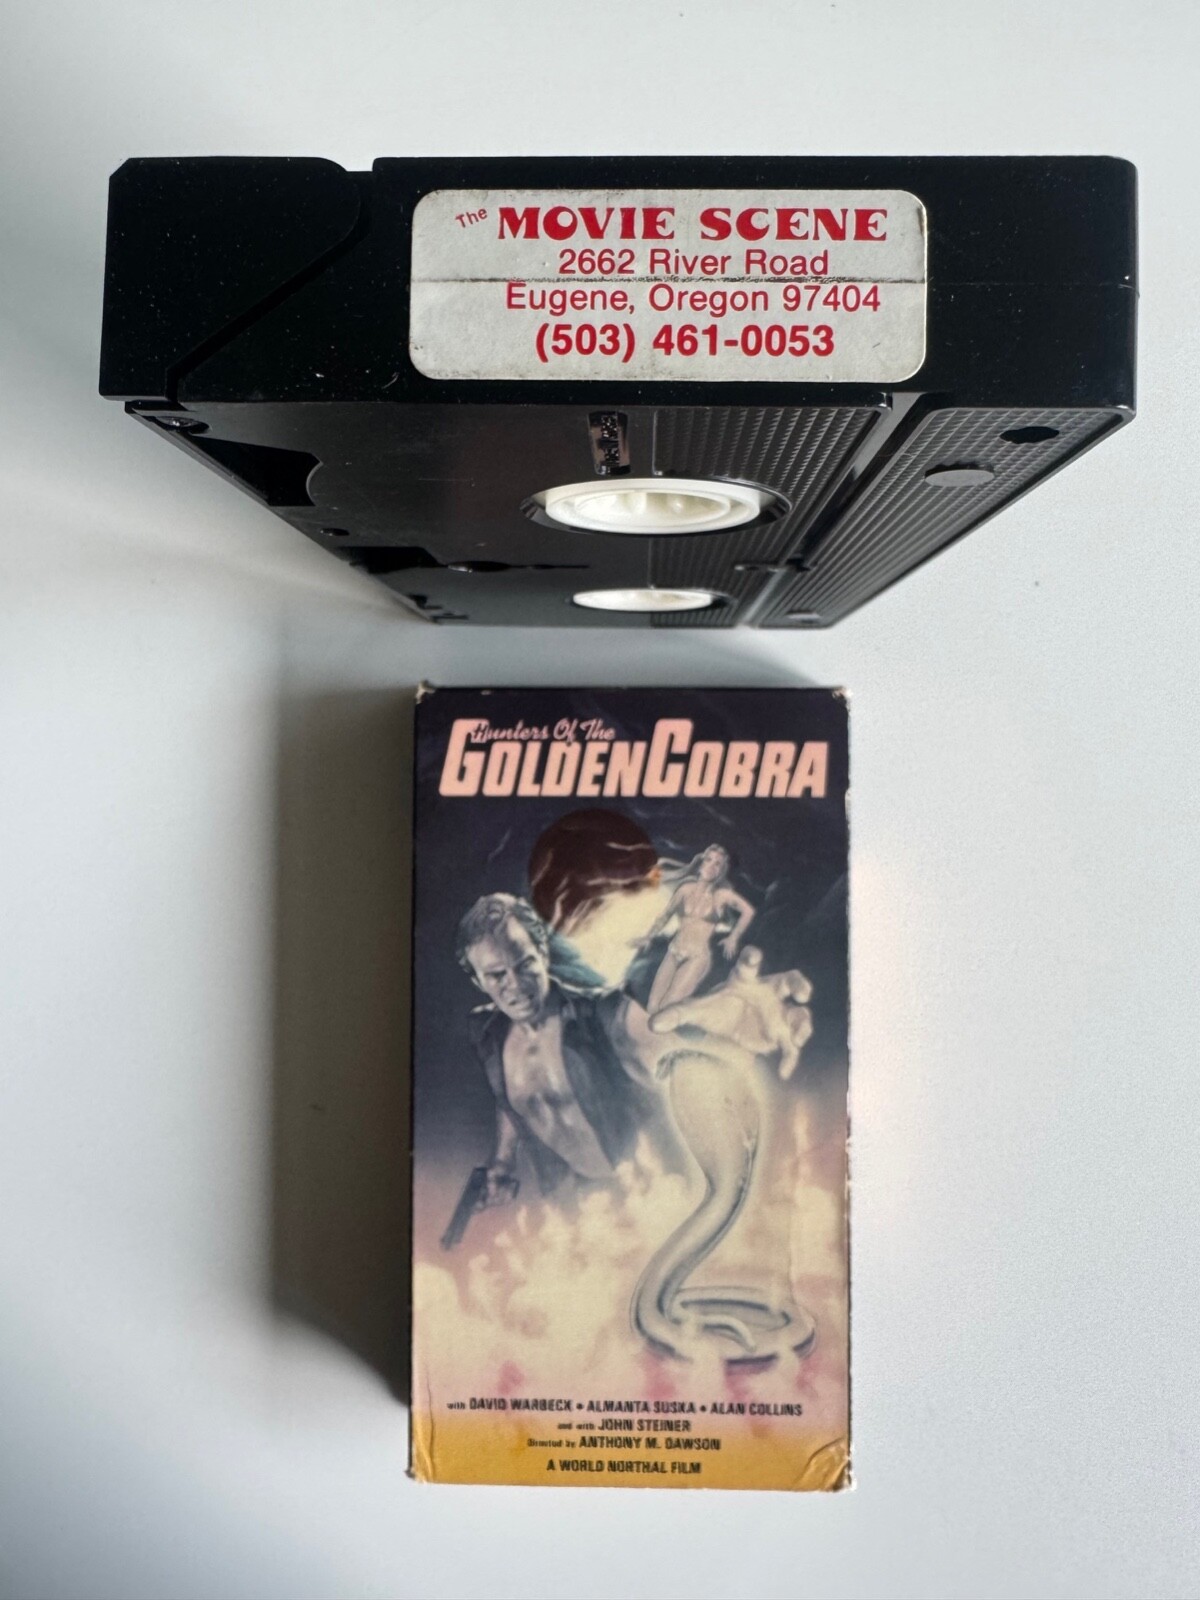 The MOVIE SCENE
2662 River Road
Eugene, Oregon 97404
(503) 461-0053
Hunters Of The
GOLDEN COBRA
with DAVID WARBECK • ALMANTA SUSKA • ALAN COLLINS
and with JOHN STEINER
Directed by ANTHONY M. DAWSON
A WORLD NORTHAL FILM